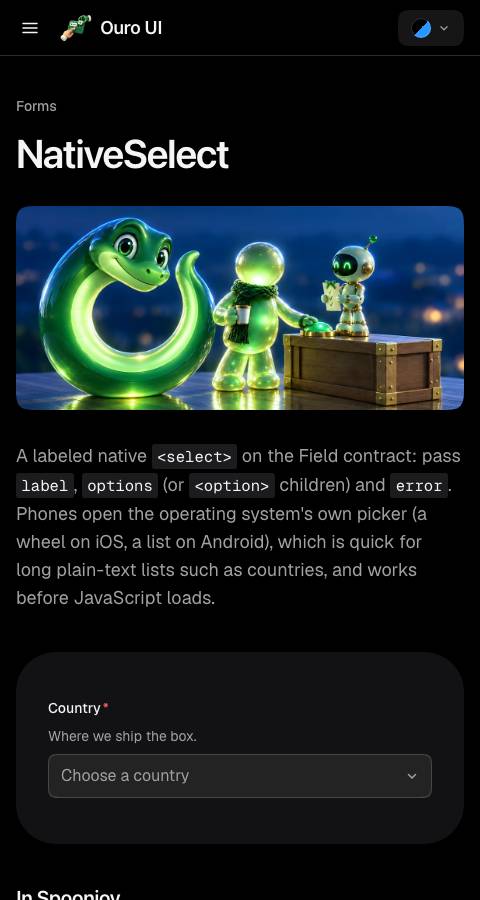 Ouro UI
Forms
NativeSelect
A labeled native <select> on the Field contract: pass
label, options (or <option> children) and error.
Phones open the operating system's own picker (a
wheel on iOS, a list on Android), which is quick for
long plain-text lists such as countries, and works
before JavaScript loads.
Country*
Where we ship the box.
Choose a country
In Spoonjoy